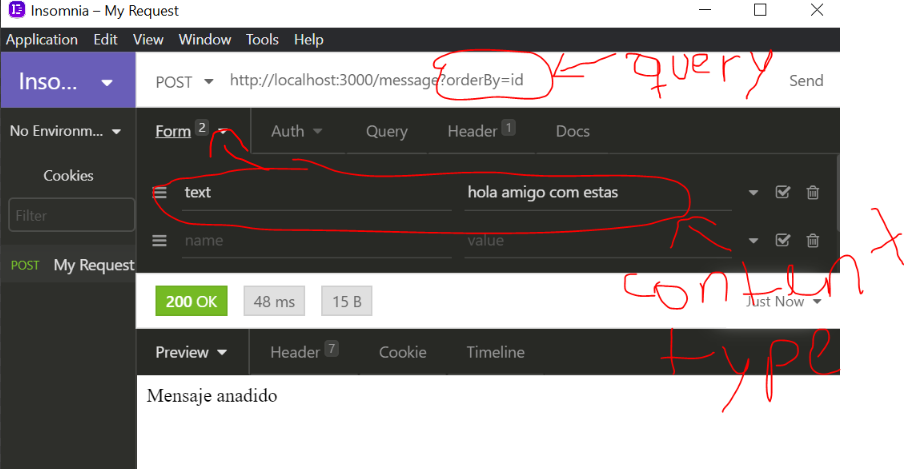 Insomnia – My Request
Application Edit View Window Tools Help
Inso... POST http://localhost:3000/message?orderBy=id Send
query
No Environm... Form 2 Auth Query Header 1 Docs
Cookies
text hola amigo com estas
Filter
name value
POST My Request
content type
200 OK 48 ms 15 B Just Now
Preview Header 7 Cookie Timeline
Mensaje anadido